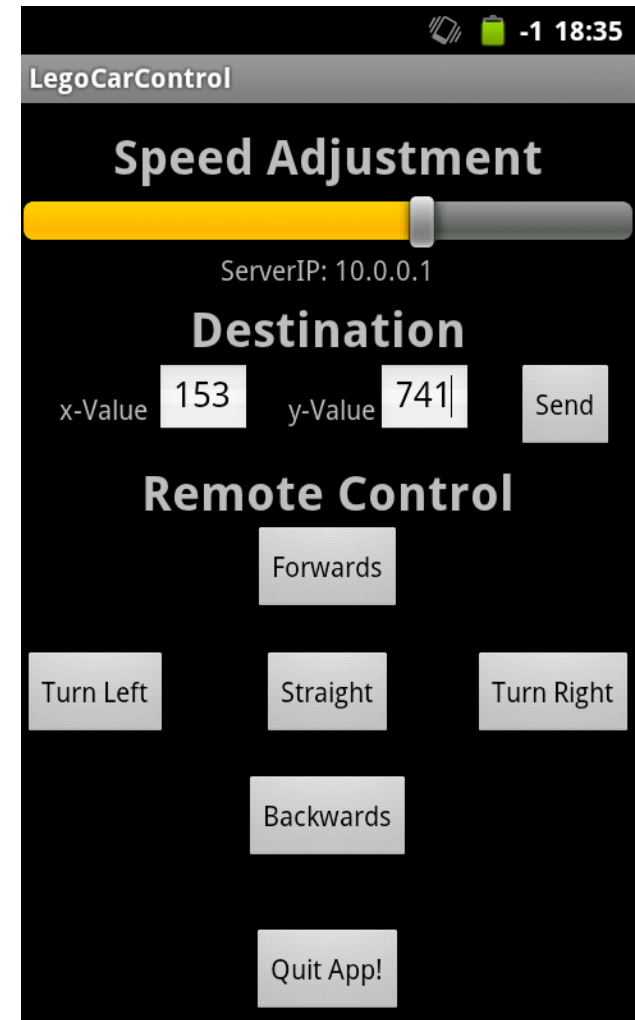 -1 18:35
LegoCarControl
Speed Adjustment
ServerIP: 10.0.0.1
Destination
x-Value 153 y-Value 741 Send
Remote Control
Forwards
Turn Left Straight Turn Right
Backwards
Quit App!